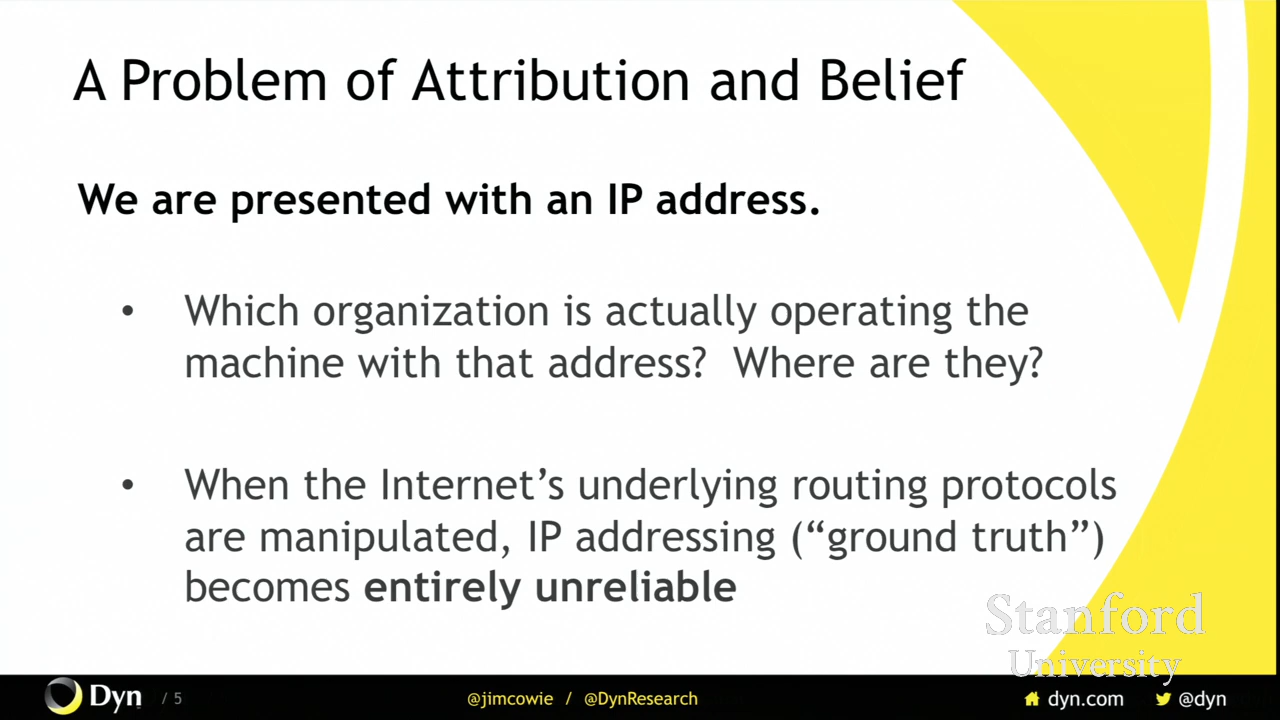 A Problem of Attribution and Belief
We are presented with an IP address.
• Which organization is actually operating the
machine with that address?  Where are they?
• When the Internet’s underlying routing protocols
are manipulated, IP addressing (“ground truth”)
becomes entirely unreliable
Stanford
University
Dyn / 5 @jimcowie / @DynResearch dyn.com @dyn